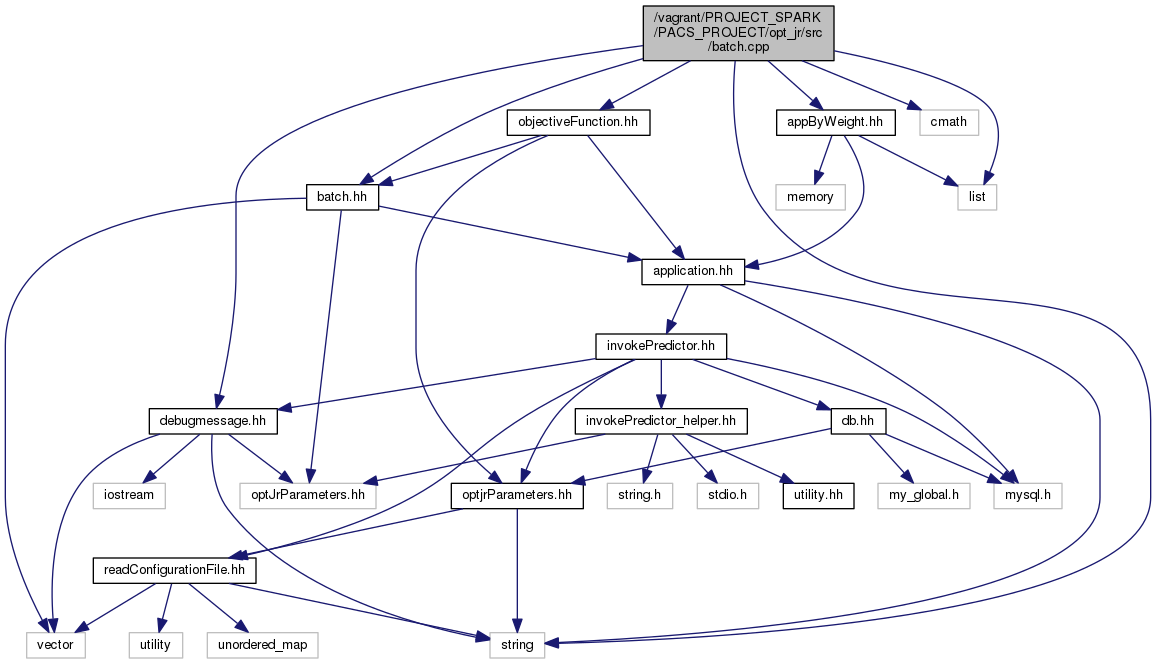 /vagrant/PROJECT_SPARK
/PACS_PROJECT/opt_jr/src
/batch.cpp
objectiveFunction.hh
appByWeight.hh
cmath
batch.hh
memory
list
application.hh
invokePredictor.hh
debugmessage.hh
invokePredictor_helper.hh
db.hh
iostream
optJrParameters.hh
optjrParameters.hh
string.h
stdio.h
utility.hh
my_global.h
mysql.h
readConfigurationFile.hh
vector
utility
unordered_map
string